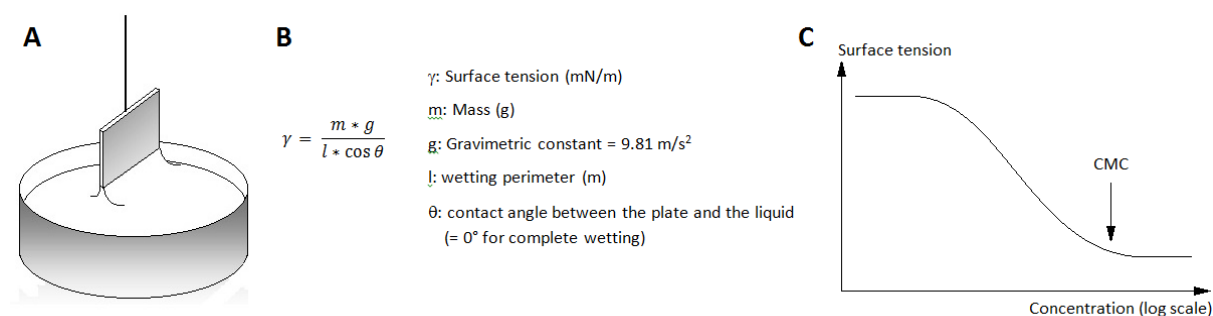 A
B
γ = m * g / l * cos θ
γ: Surface tension (mN/m)
m: Mass (g)
g: Gravimetric constant = 9.81 m/s²
l: wetting perimeter (m)
θ: contact angle between the plate and the liquid
(= 0° for complete wetting)
C
Surface tension
CMC
Concentration (log scale)